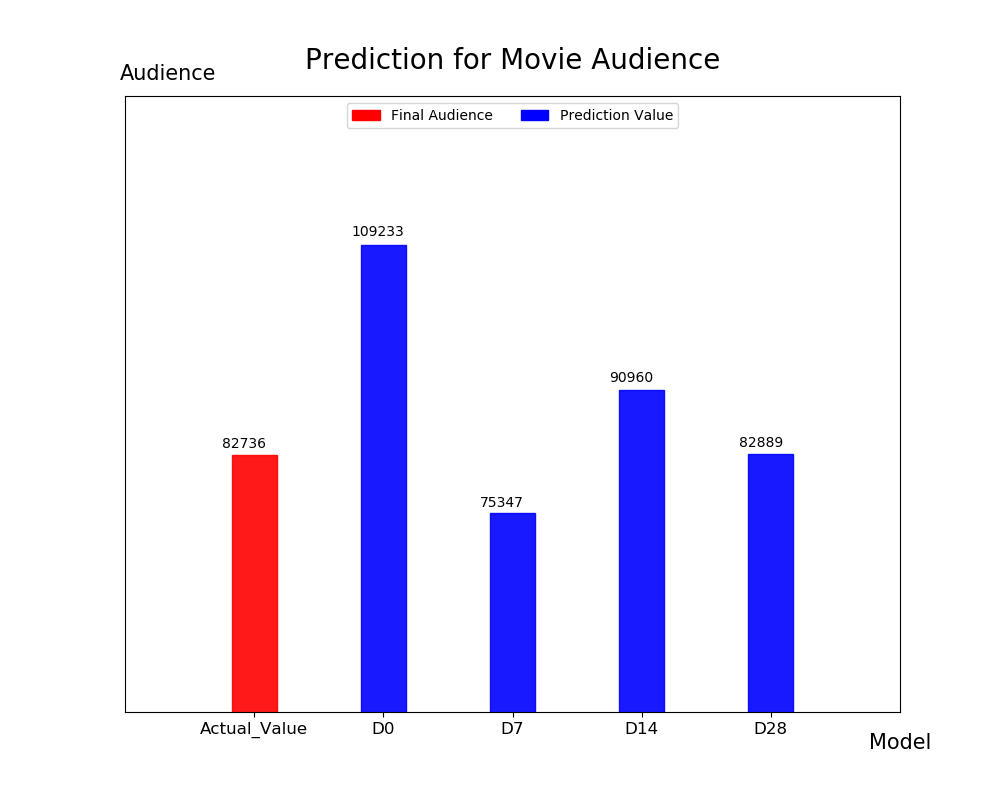 Prediction for Movie Audience
Audience
Final Audience
Prediction Value
109233
90960
82736
82889
75347
Actual_Value
D0
D7
D14
D28
Model